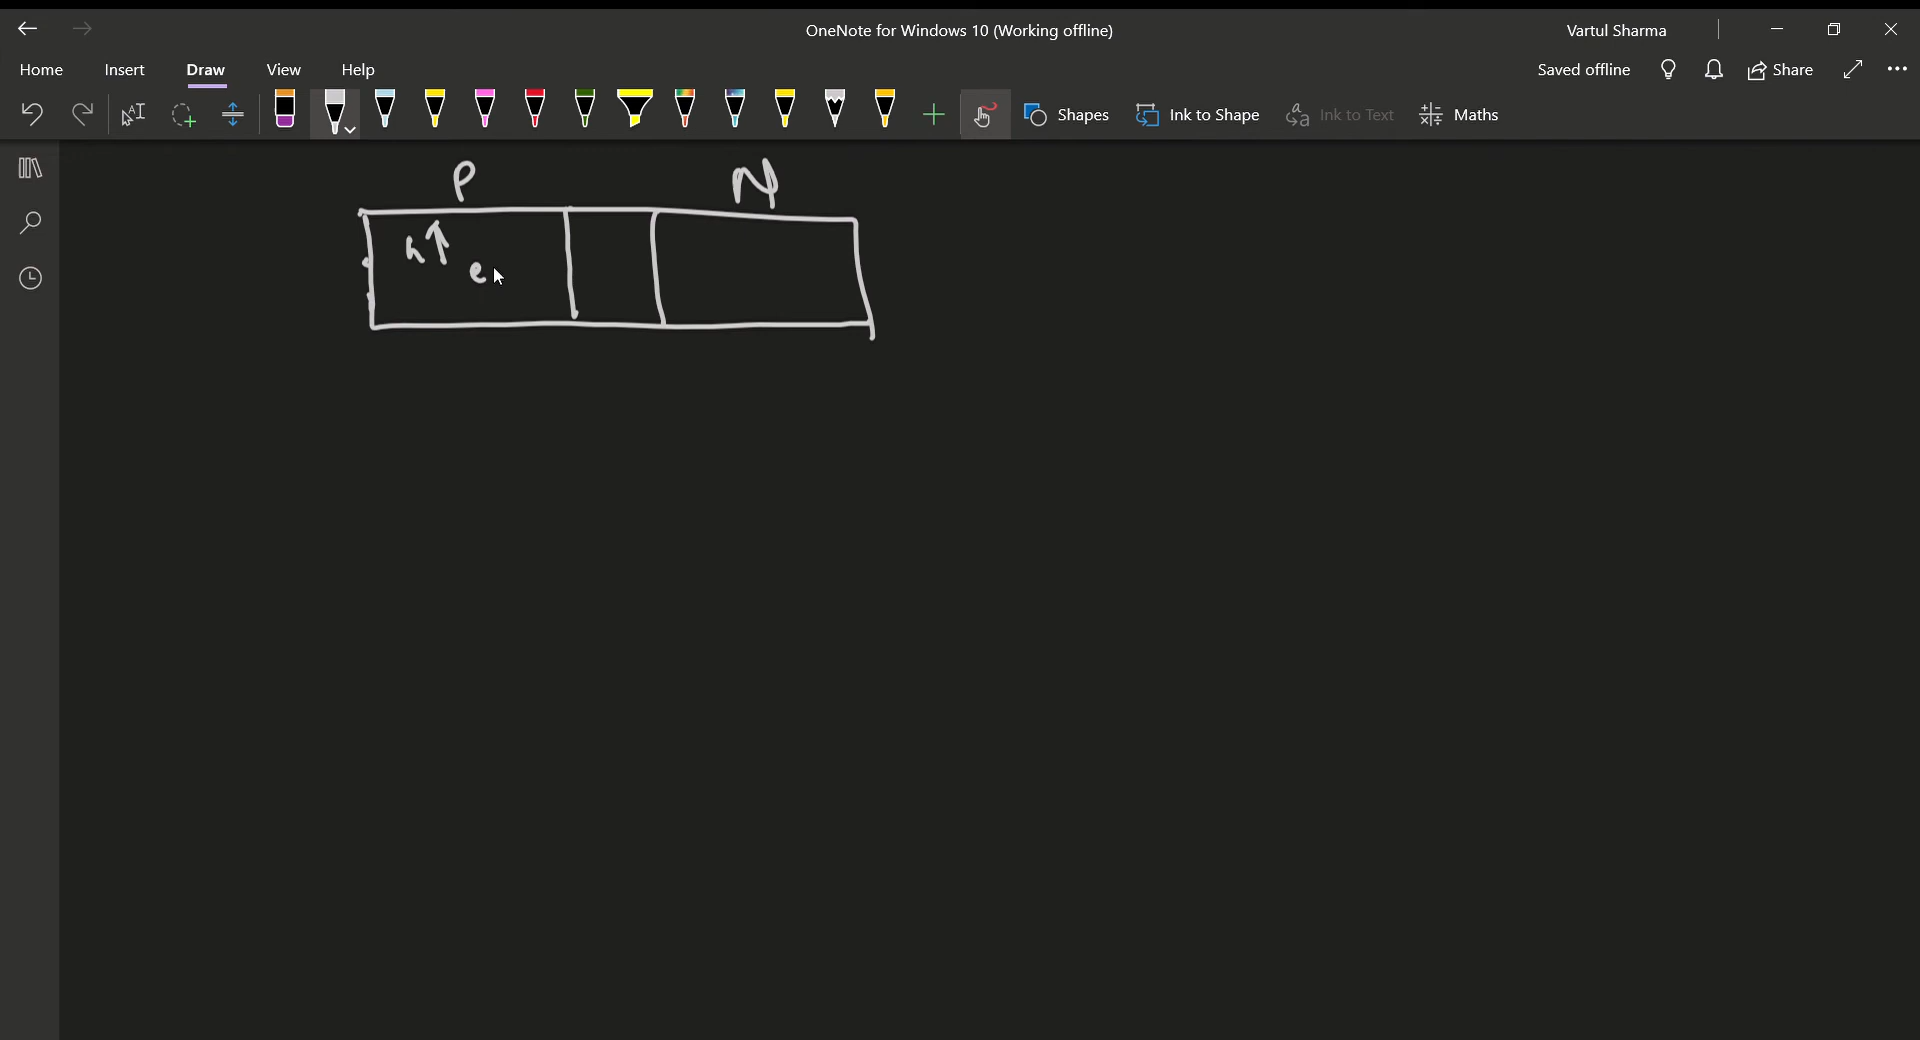 OneNote for Windows 10 (Working offline)
Vartul Sharma
Home Insert Draw View Help
Saved offline
Share
Shapes
Ink to Shape
Ink to Text
Maths
P N
h↑
e